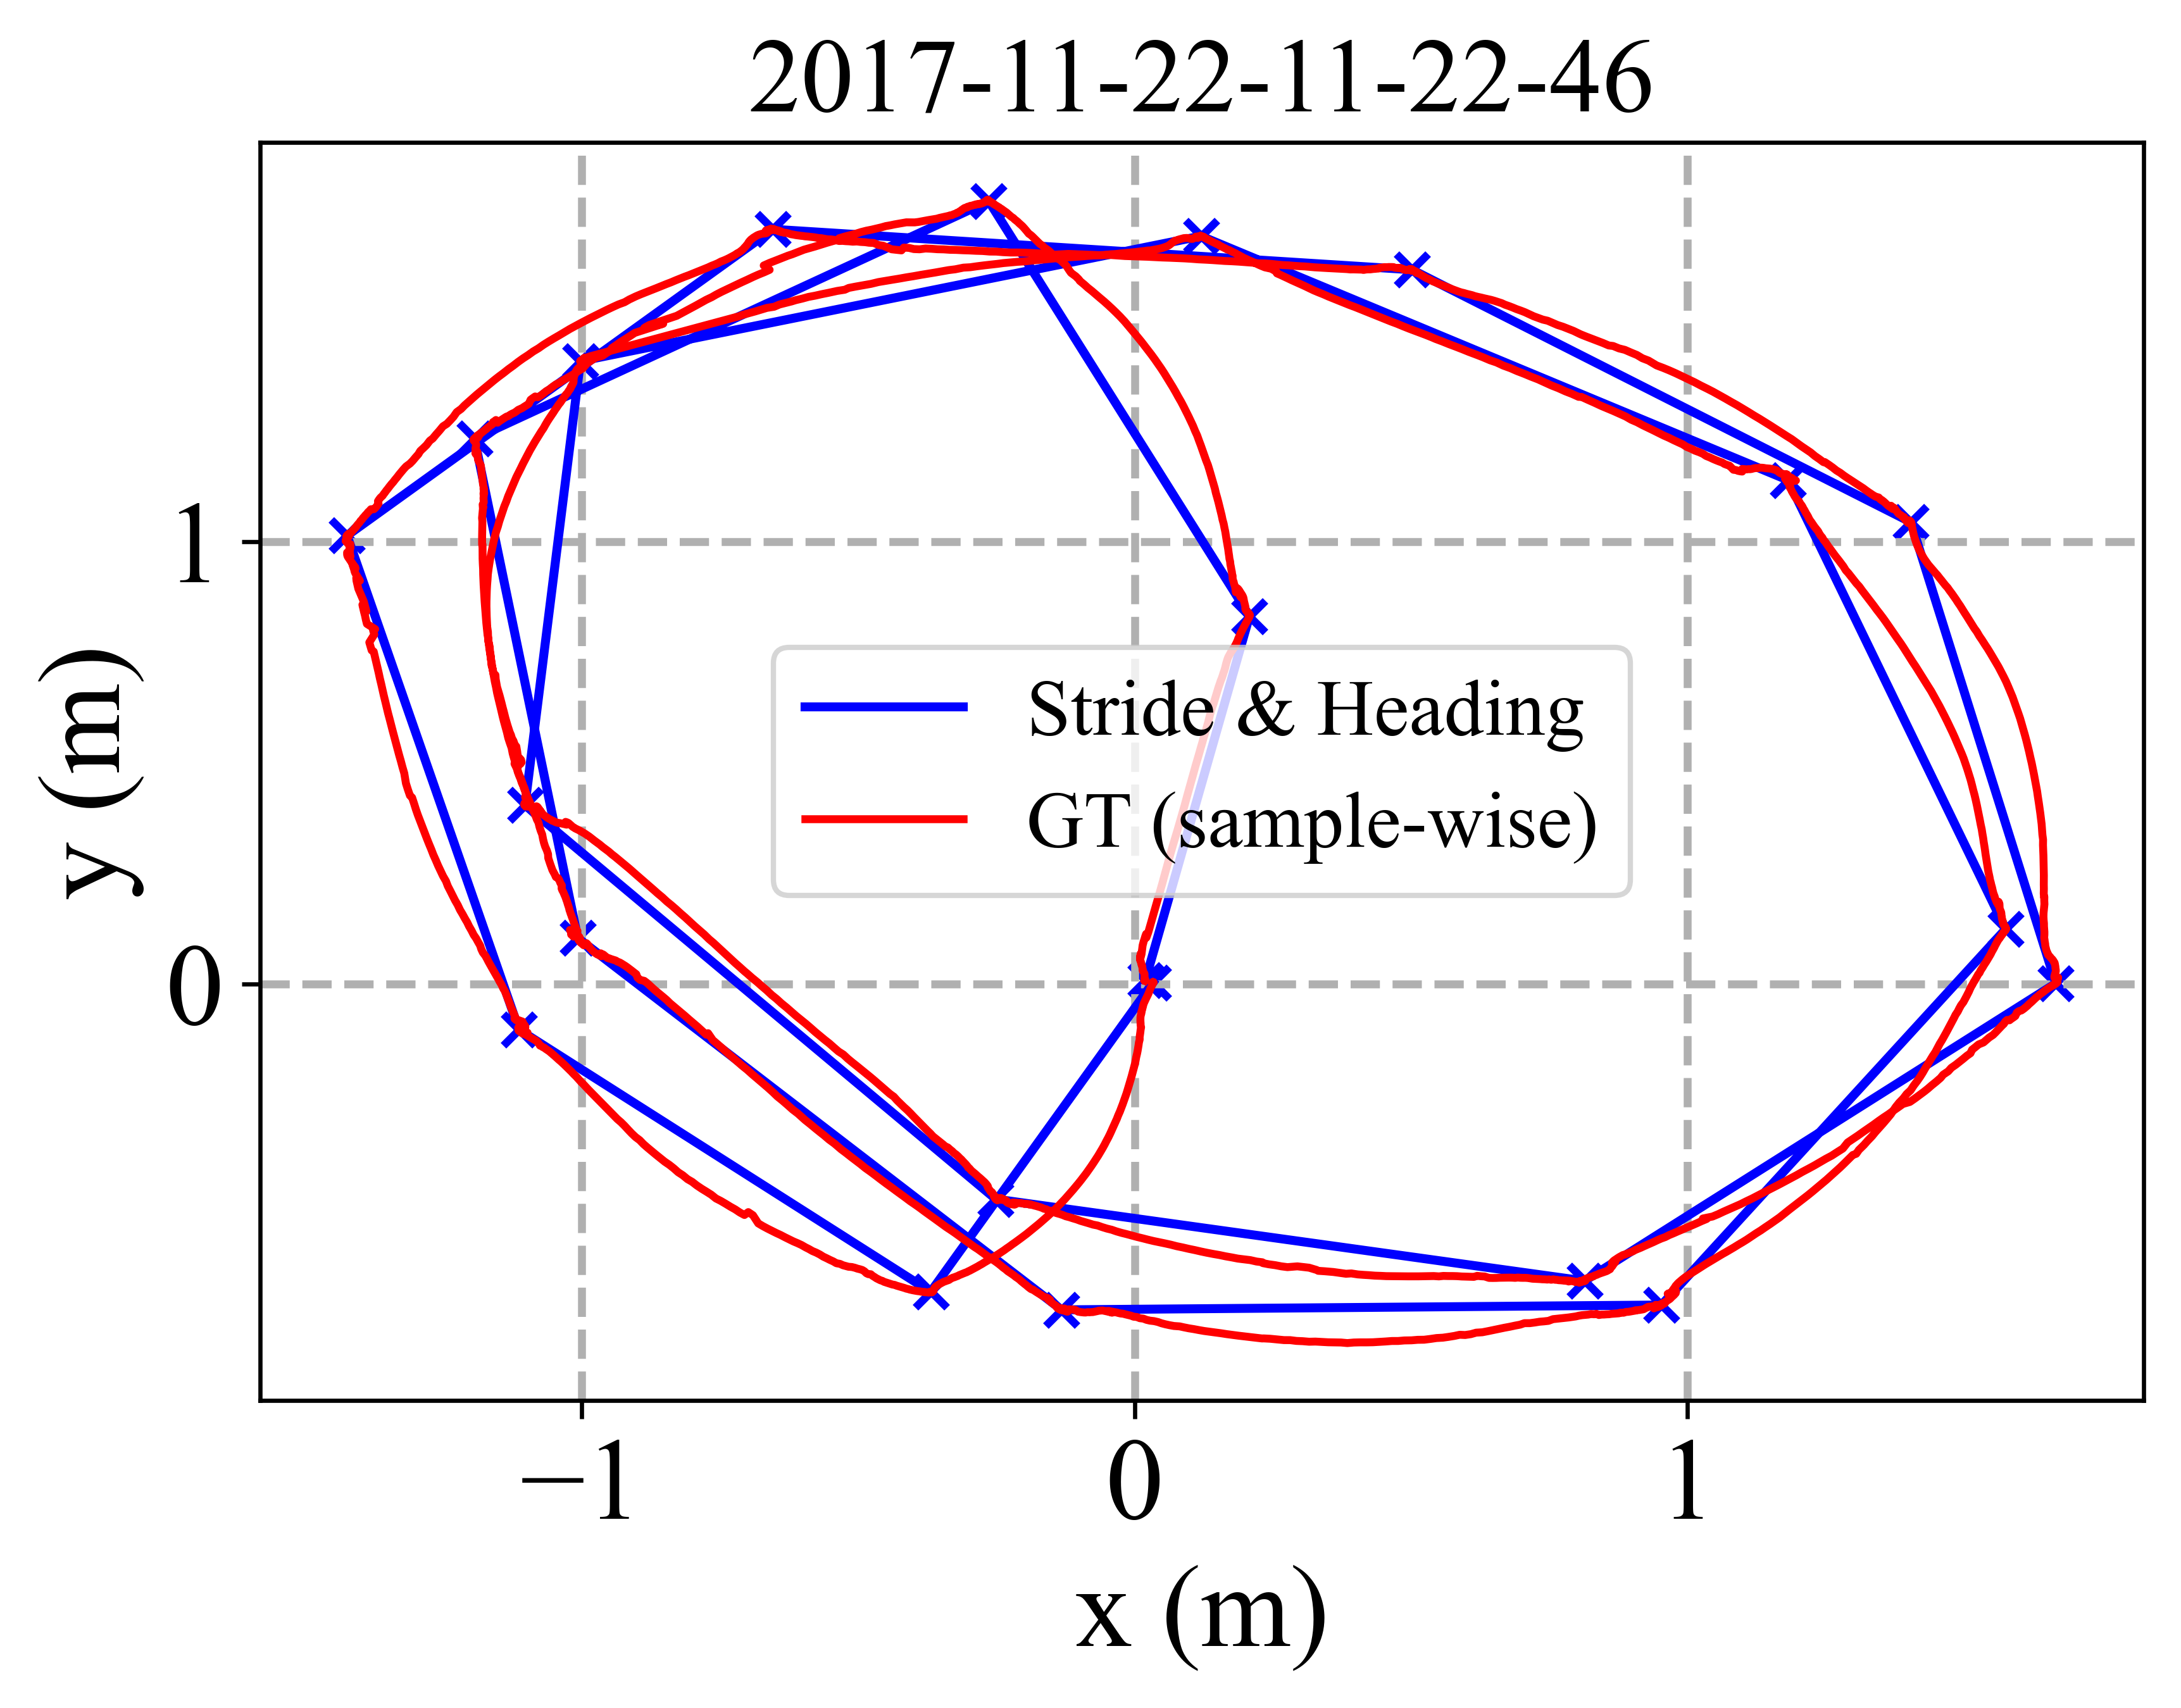 2017-11-22-11-22-46
y (m)
1
0
Stride & Heading
GT (sample-wise)
−1
0
1
x (m)